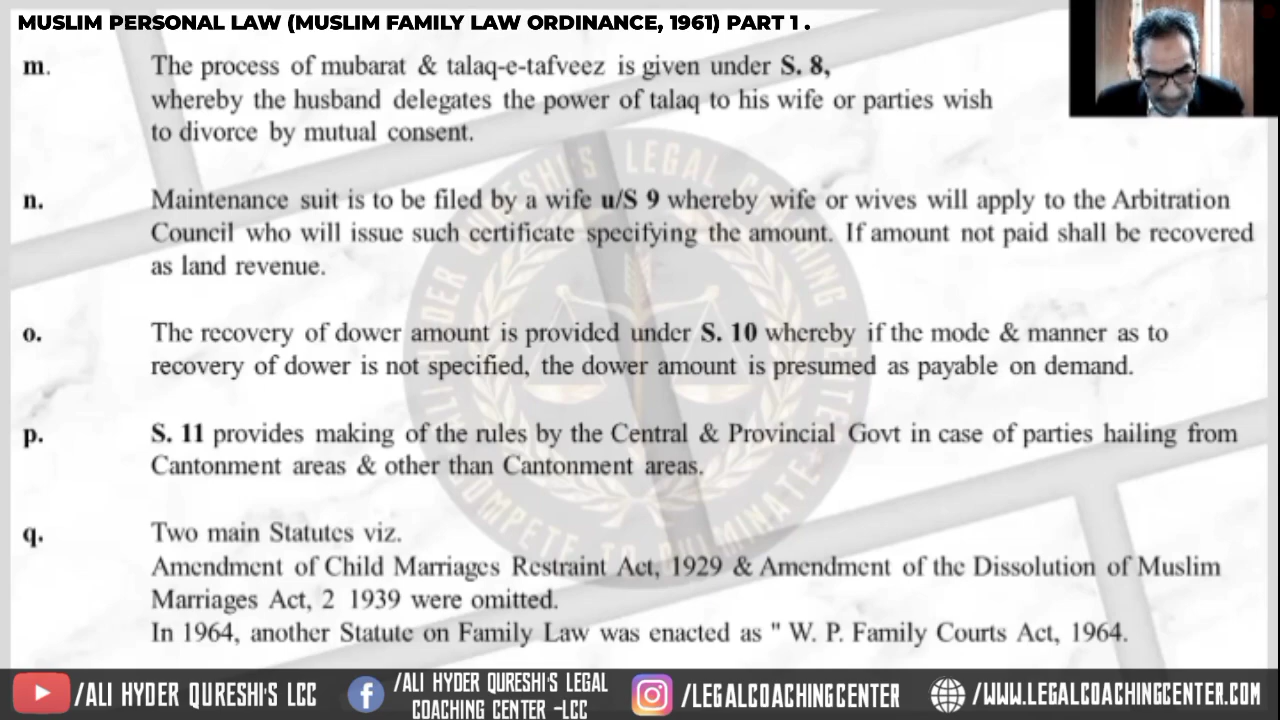 MUSLIM PERSONAL LAW (MUSLIM FAMILY LAW ORDINANCE, 1961) PART 1 .
m. The process of mubarat & talaq-e-tafveez is given under S. 8,
whereby the husband delegates the power of talaq to his wife or parties wish
to divorce by mutual consent.
n. Maintenance suit is to be filed by a wife u/S 9 whereby wife or wives will apply to the Arbitration
Council who will issue such certificate specifying the amount. If amount not paid shall be recovered
as land revenue.
o. The recovery of dower amount is provided under S. 10 whereby if the mode & manner as to
recovery of dower is not specified, the dower amount is presumed as payable on demand.
p. S. 11 provides making of the rules by the Central & Provincial Govt in case of parties hailing from
Cantonment areas & other than Cantonment areas.
q. Two main Statutes viz.
Amendment of Child Marriages Restraint Act, 1929 & Amendment of the Dissolution of Muslim
Marriages Act, 2 1939 were omitted.
In 1964, another Statute on Family Law was enacted as " W. P. Family Courts Act, 1964.
/ALI HYDER QURESHI'S LCC
/ALI HYDER QURESHI'S LEGAL
COACHING CENTER -LCC
/LEGALCOACHINGCENTER
/WWW.LEGALCOACHINGCENTER.COM